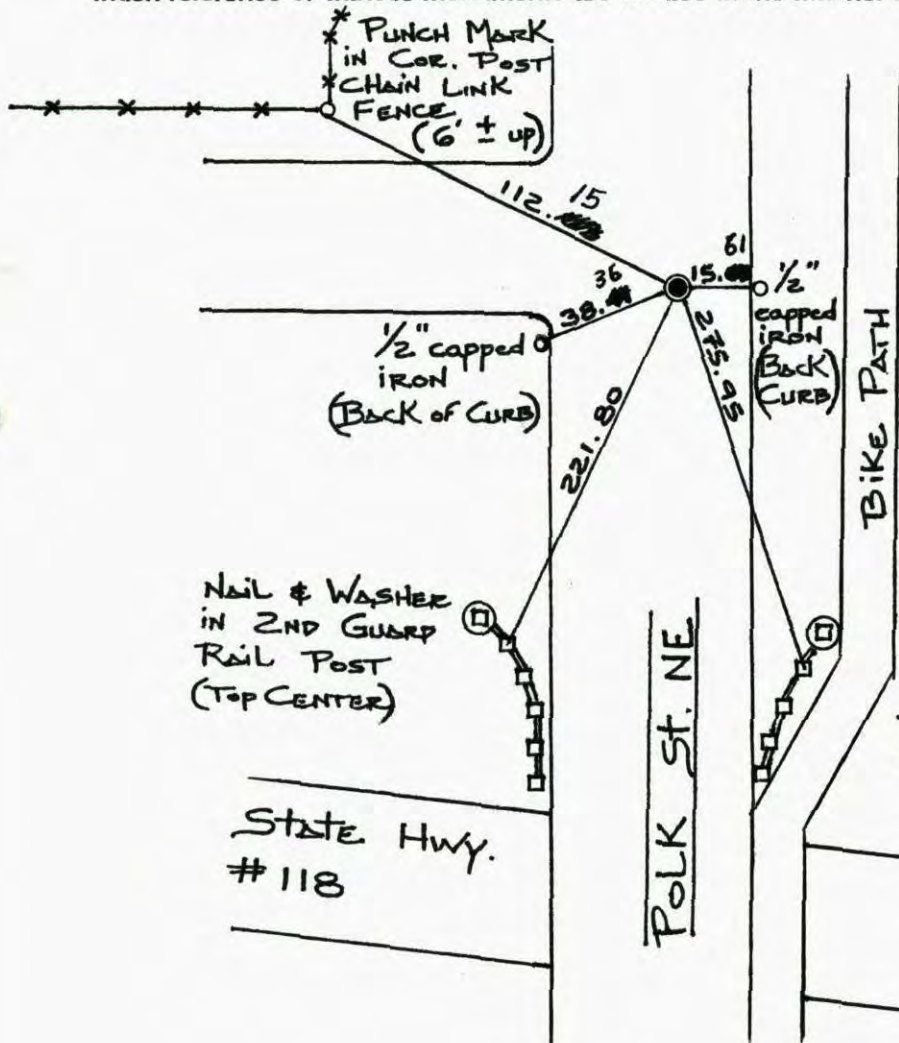 PUNCH MARK
IN COR. POST
CHAIN LINK
FENCE
(6' ± UP)
112.15
61
15.
36
38.
1/2"
capped
IRON
(BACK
CURB)
1/2" capped
IRON
(BACK OF CURB)
221.80
275.95
BIKE PATH
NAIL & WASHER
IN 2ND GUARD
RAIL POST
(TOP CENTER)
POLK St. NE
STATE HWY.
# 118